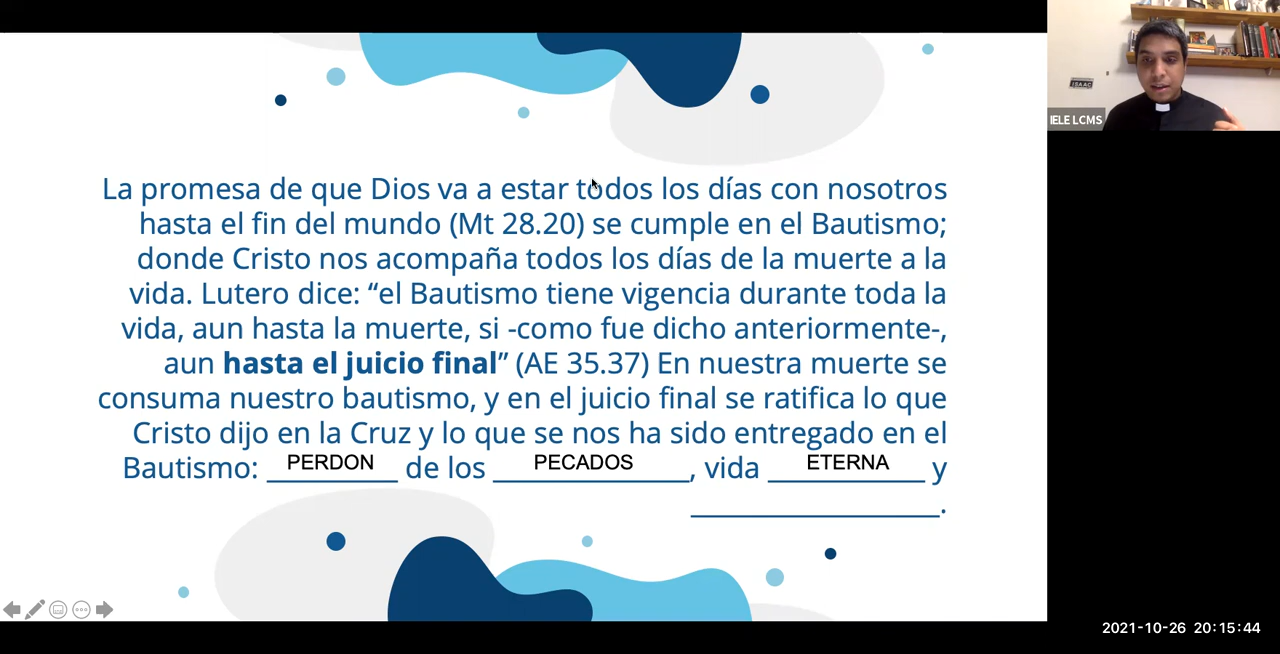 La promesa de que Dios va a estar todos los días con nosotros
hasta el fin del mundo (Mt 28.20) se cumple en el Bautismo;
donde Cristo nos acompaña todos los días de la muerte a la
vida. Lutero dice: “el Bautismo tiene vigencia durante toda la
vida, aun hasta la muerte, si -como fue dicho anteriormente-,
aun hasta el juicio final” (AE 35.37) En nuestra muerte se
consuma nuestro bautismo, y en el juicio final se ratifica lo que
Cristo dijo en la Cruz y lo que se nos ha sido entregado en el
Bautismo: PERDON de los PECADOS, vida ETERNA y
____________.
ISAAC
IELE LCMS
2021-10-26 20:15:44